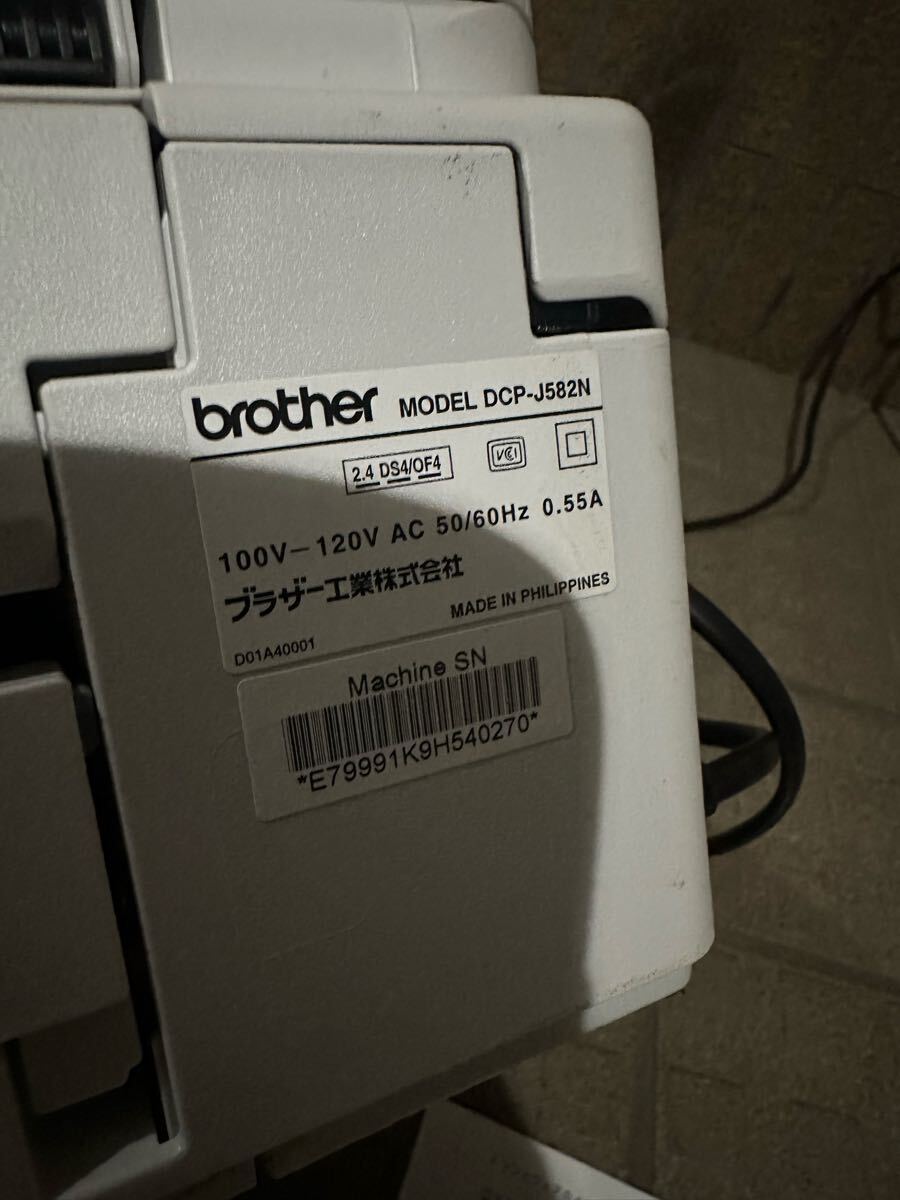 brother MODEL DCP-J582N
2.4 DS4/OF4 VCI
100V－120V AC 50/60Hz 0.55A
ブラザー工業株式会社
MADE IN PHILIPPINES
D01A40001
Machine SN
*E79991K9H540270*